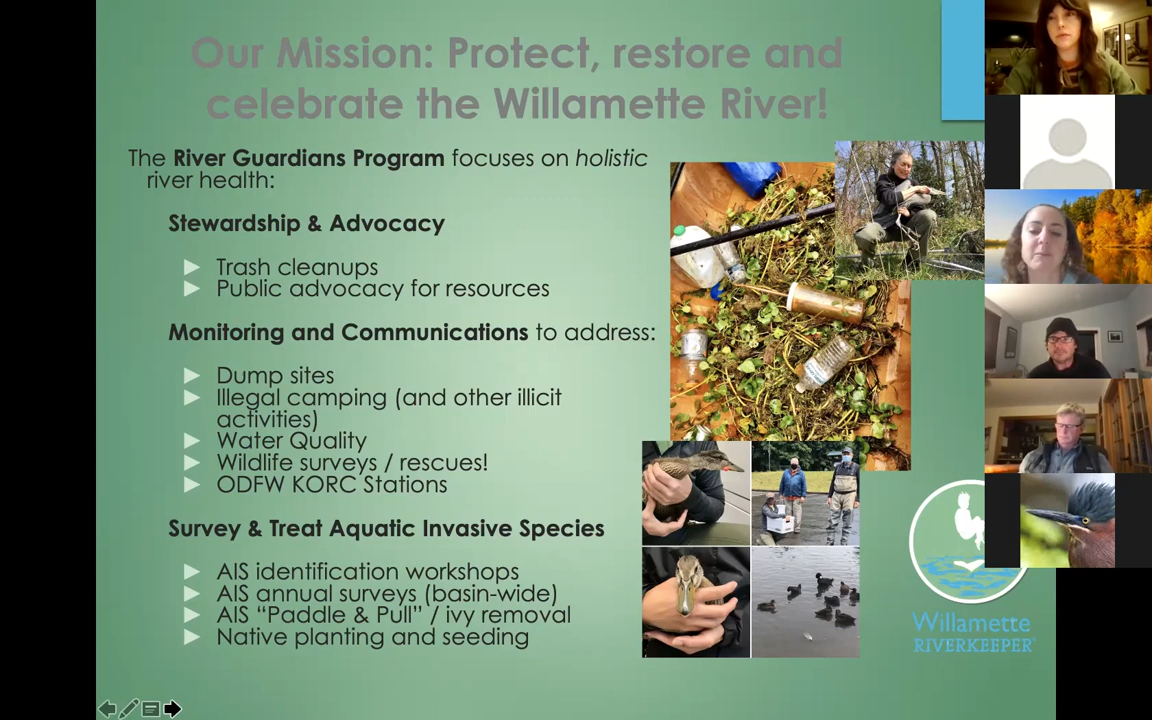 Our Mission: Protect, restore and
celebrate the Willamette River!
The River Guardians Program focuses on holistic
river health:
Stewardship & Advocacy
Trash cleanups
Public advocacy for resources
Monitoring and Communications to address:
Dump sites
Illegal camping (and other illicit
activities)
Water Quality
Wildlife surveys / rescues!
ODFW KORC Stations
Survey & Treat Aquatic Invasive Species
AIS identification workshops
AIS annual surveys (basin-wide)
AIS “Paddle & Pull” / ivy removal
Native planting and seeding
Willamette
RIVERKEEPER®